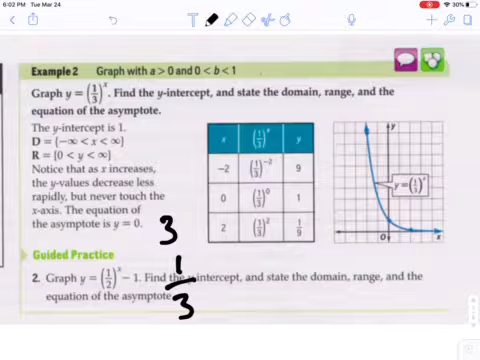 6:02 PM Tue Mar 24
30%
Example 2 Graph with a > 0 and 0 < b < 1
Graph y = (1/3)^x. Find the y-intercept, and state the domain, range, and the
equation of the asymptote.
The y-intercept is 1.
D = {-∞ < x < ∞}
R = {0 < y < ∞}
Notice that as x increases,
the y-values decrease less
rapidly, but never touch the
x-axis. The equation of
the asymptote is y = 0.
x (1/3)^x y
-2 (1/3)^-2 9
0 (1/3)^0 1
2 (1/3)^2 1/9
y
y = (1/3)^x
O x
3
1/3
Guided Practice
2. Graph y = (1/2)^x - 1. Find the y-intercept, and state the domain, range, and the
equation of the asymptote.